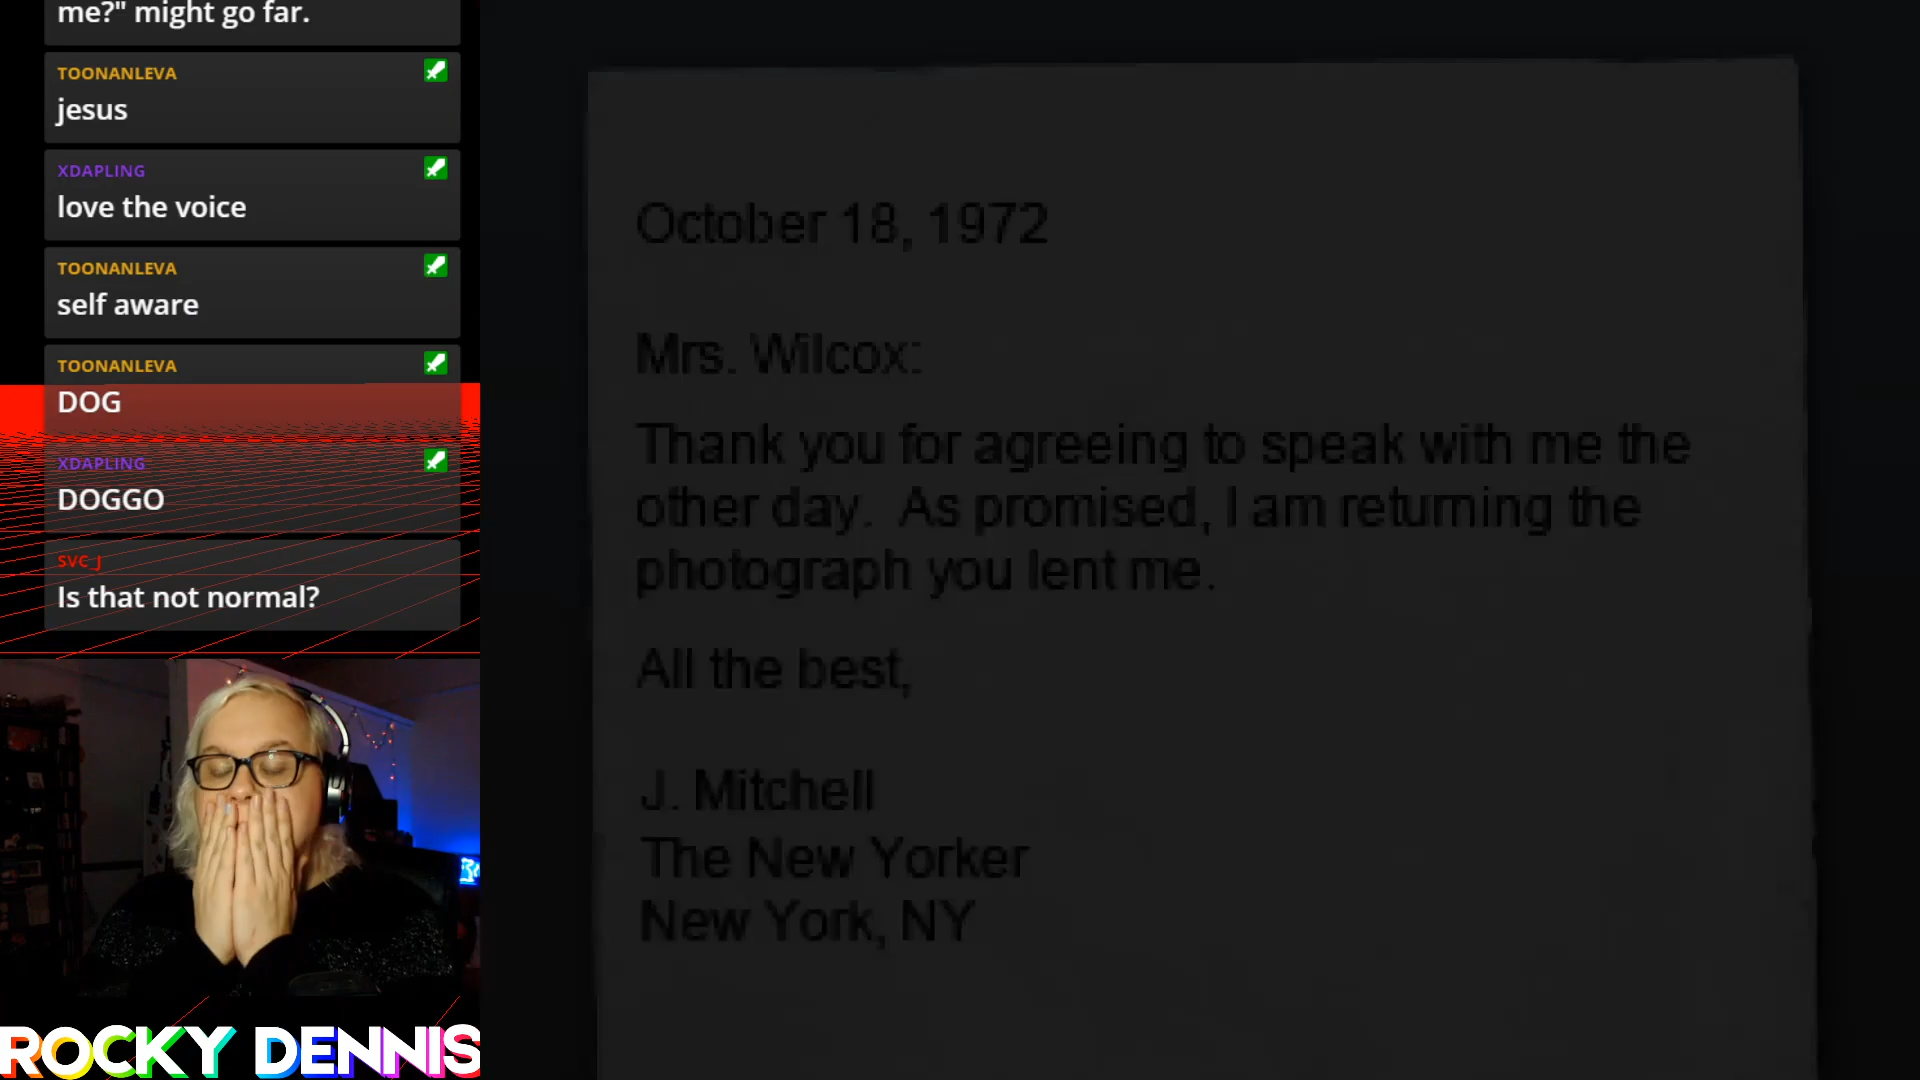 me?" might go far.
TOONANLEVA
jesus
XDAPLING
love the voice
TOONANLEVA
self aware
TOONANLEVA
DOG
XDAPLING
DOGGO
SVC_J
Is that not normal?
ROCKY DENNIS
October 18, 1972
Mrs. Wilcox:
Thank you for agreeing to speak with me the
other day.  As promised, I am returning the
photograph you lent me.
All the best,
J. Mitchell
The New Yorker
New York, NY